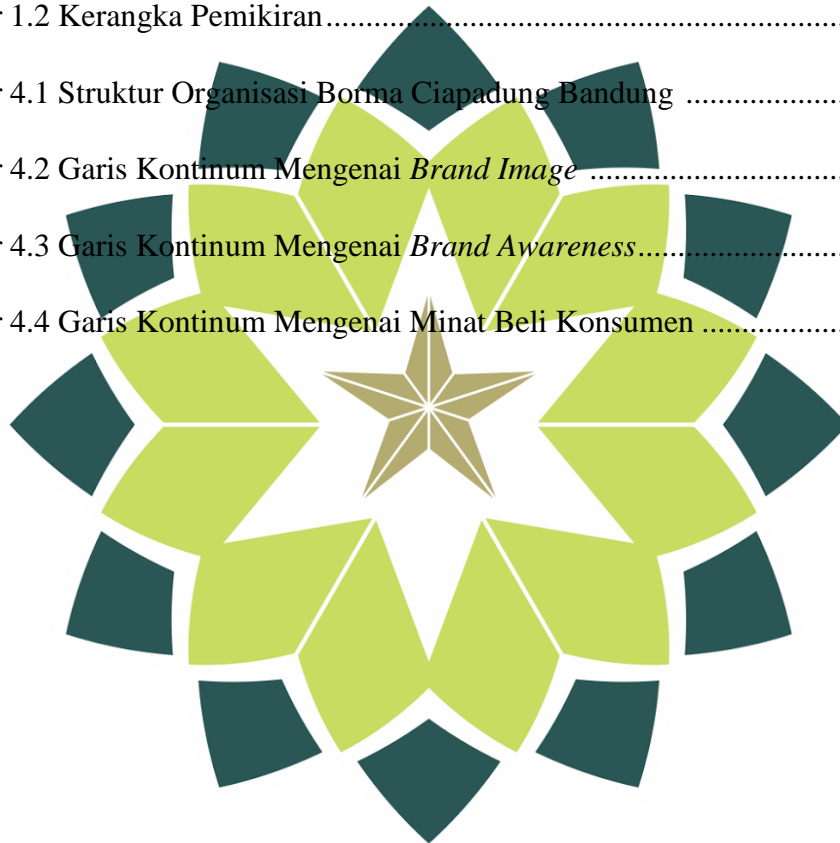 r 1.2 Kerangka Pemikiran........................................................................
r 4.1 Struktur Organisasi Borma Ciapadung Bandung ...................
r 4.2 Garis Kontinum Mengenai Brand Image ...............................
r 4.3 Garis Kontinum Mengenai Brand Awareness.........................
r 4.4 Garis Kontinum Mengenai Minat Beli Konsumen .................